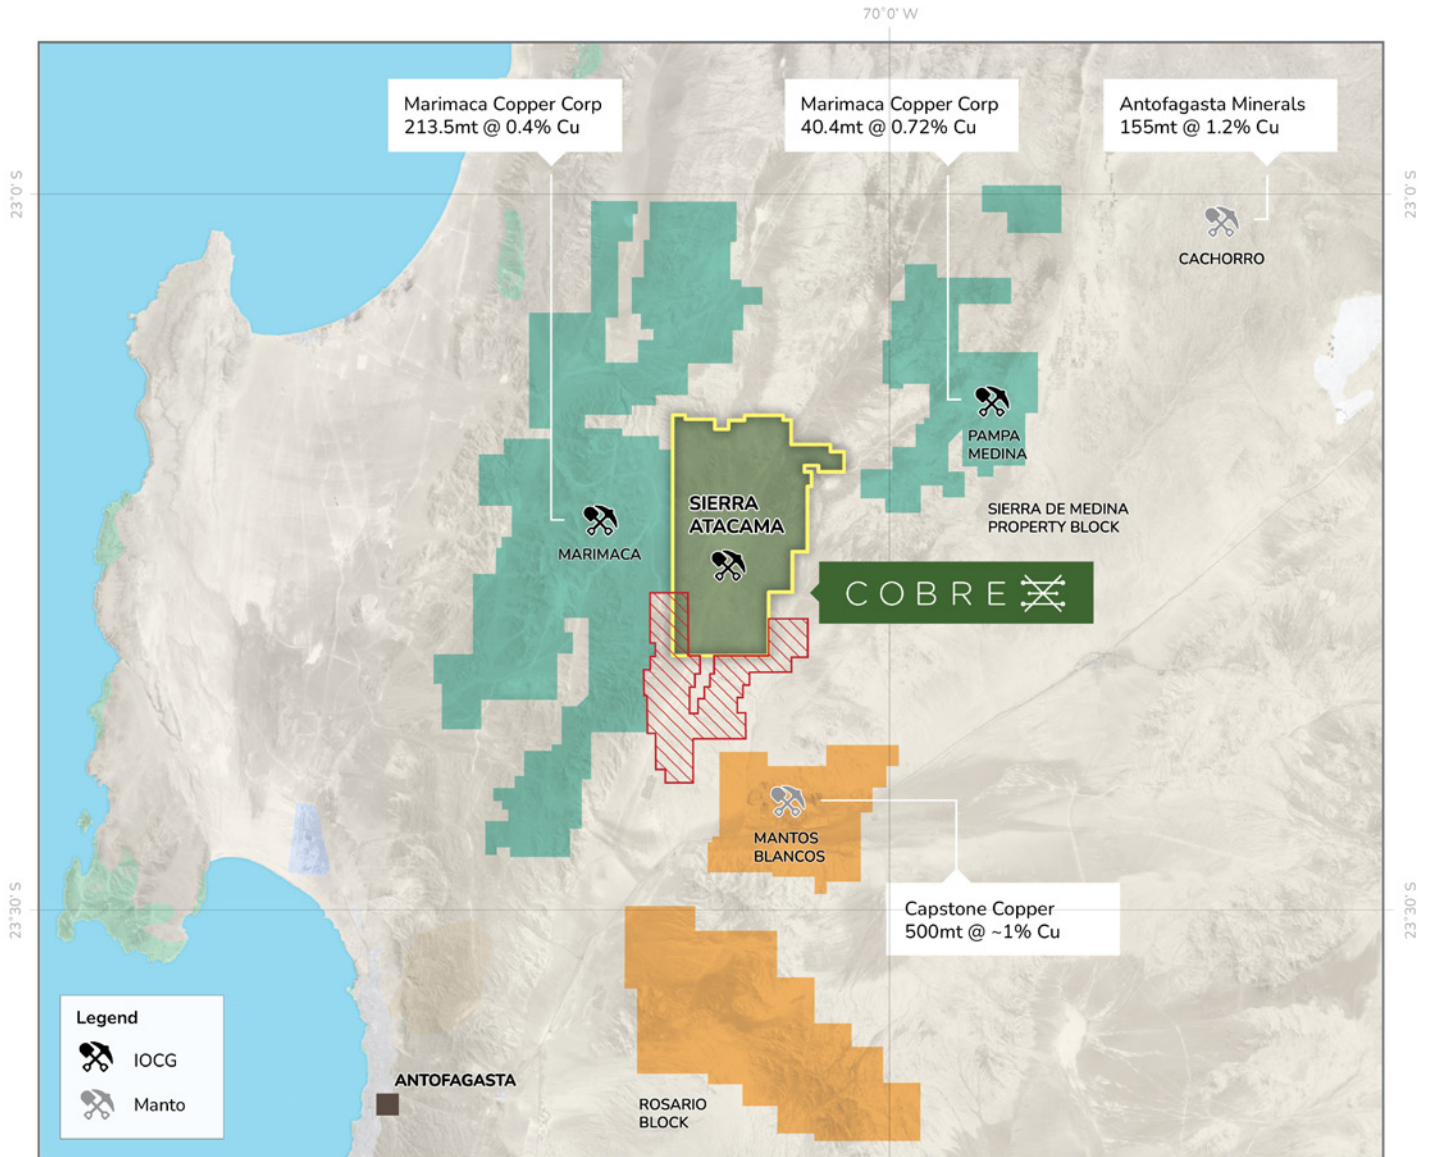 70°0' W
Marimaca Copper Corp
213.5mt @ 0.4% Cu
Marimaca Copper Corp
40.4mt @ 0.72% Cu
Antofagasta Minerals
155mt @ 1.2% Cu
23°0' S
23°0' S
CACHORRO
PAMPA
MEDINA
SIERRA
ATACAMA
SIERRA DE MEDINA
PROPERTY BLOCK
MARIMACA
COBRE
MANTOS
BLANCOS
Capstone Copper
500mt @ ~1% Cu
23°30' S
23°30' S
Legend
IOCG
Manto
ANTOFAGASTA
ROSARIO
BLOCK